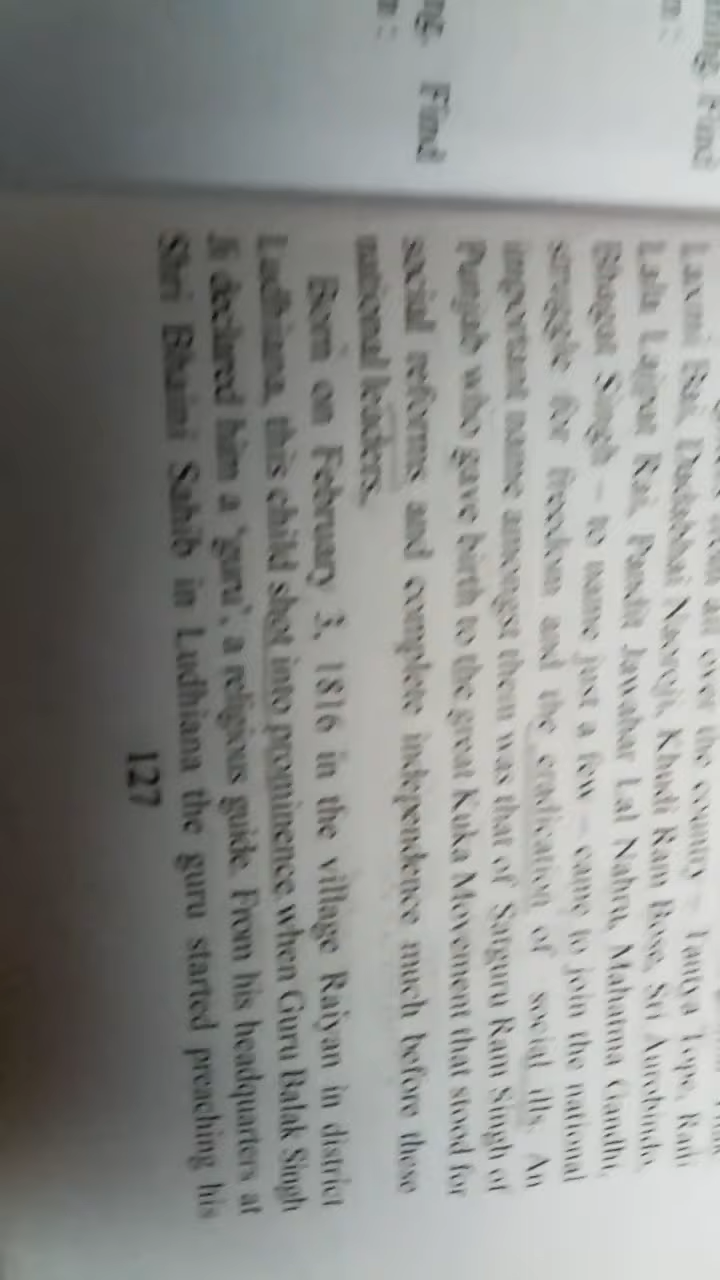 all over the country – Tantya Tope, Rani
Laxmi Bai, Dadabhai Naoroji, Khudi Ram Bose, Sri Aurobindo,
Lala Lajpat Rai, Pandit Jawahar Lal Nahru, Mahatma Gandhi,
Bhagat Singh – to name just a few – came to join the national
struggle for freedom and the eradication of social ills. An
important name amongst them was that of Satguru Ram Singh of
Punjab who gave birth to the great Kuka Movement that stood for
social reforms and complete independence much before these
national leaders.
Born on February 3, 1816 in the village Raiyan in district
Ludhiana, this child shot into prominence when Guru Balak Singh
Ji declared him a 'guru', a religious guide. From his headquarters at
Shri Bhaini Sahib in Ludhiana the guru started preaching his
127
Find
Find